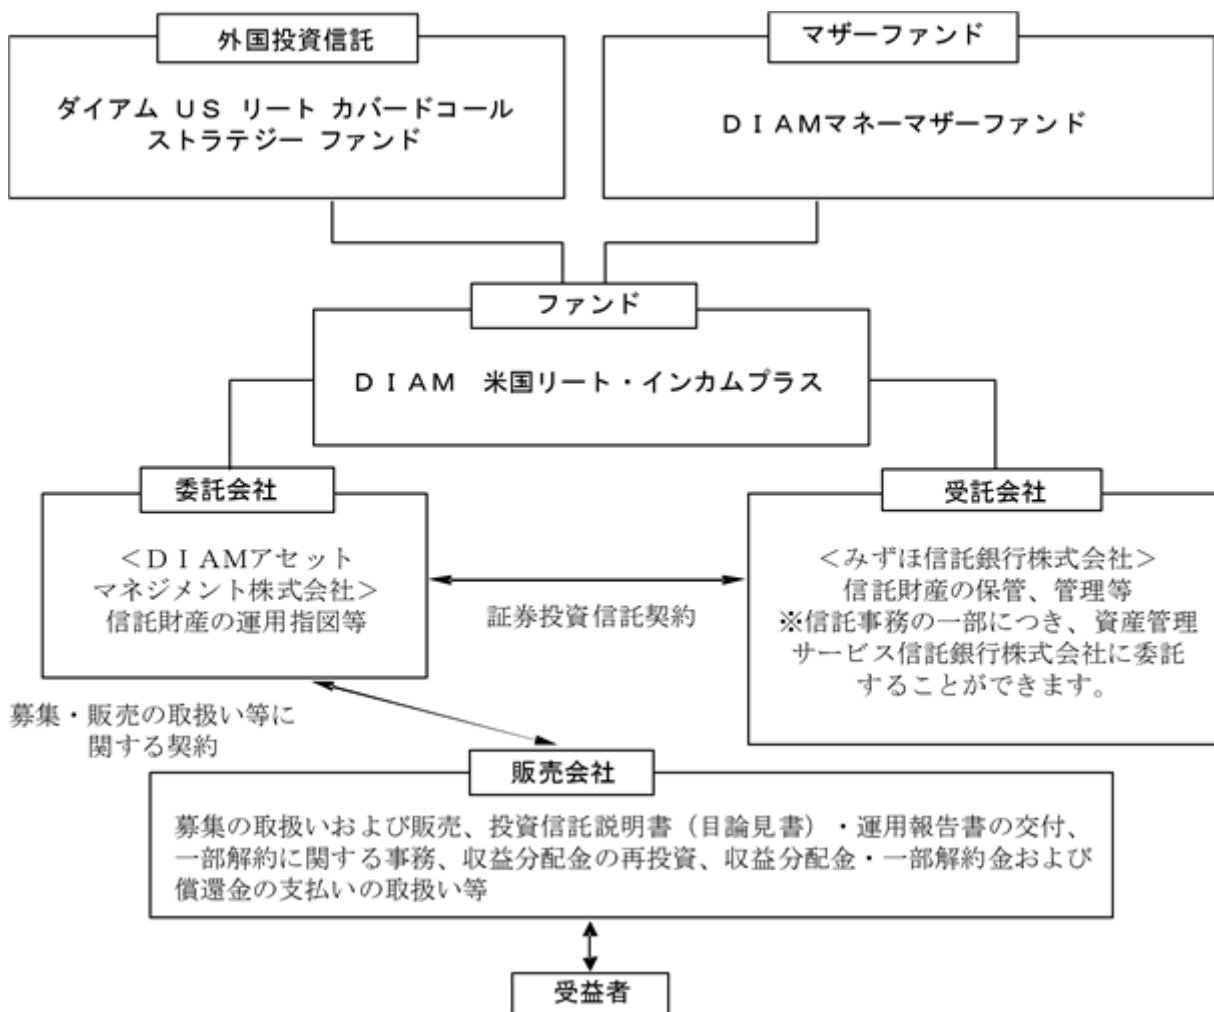 外国投資信託
ダイアム ＵＳ リート カバードコール
ストラテジー ファンド
マザーファンド
ＤＩＡＭマネーマザーファンド
ファンド
ＤＩＡＭ　米国リート・インカムプラス
委託会社
＜ＤＩＡＭアセット
マネジメント株式会社＞
信託財産の運用指図等
証券投資信託契約
受託会社
＜みずほ信託銀行株式会社＞
信託財産の保管、管理等
※信託事務の一部につき、資産管理
サービス信託銀行株式会社に委託
することができます。
募集・販売の取扱い等に
関する契約
販売会社
募集の取扱いおよび販売、投資信託説明書（目論見書）・運用報告書の交付、
一部解約に関する事務、収益分配金の再投資、収益分配金・一部解約金および
償還金の支払いの取扱い等
受益者